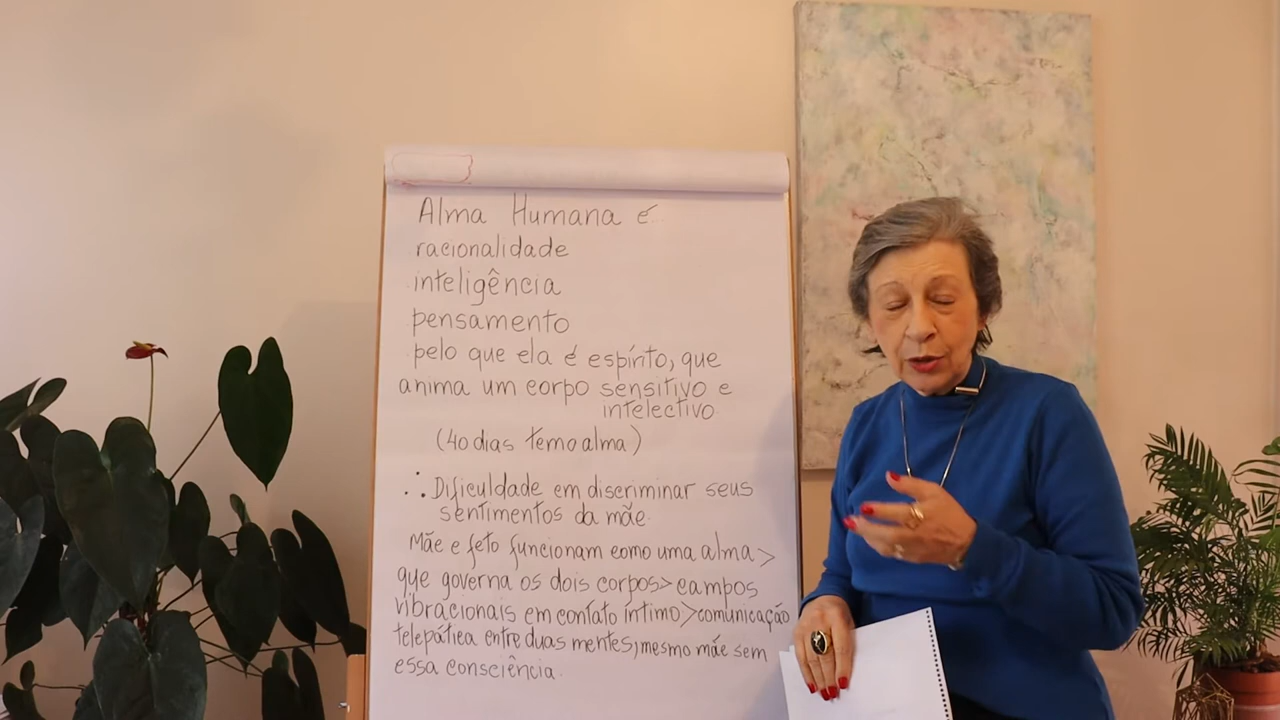 Alma Humana é
racionalidade
inteligência
pensamento
pelo que ela é espírito, que
anima um corpo sensitivo e
intelectivo
(40 dias temo alma)
∴ Dificuldade em discriminar seus
sentimentos da mãe.
Mãe e feto funcionam como uma alma >
que governa os dois corpos > campos
vibracionais em contato íntimo > comunicação
telepática entre duas mentes, mesmo mãe sem
essa consciência.